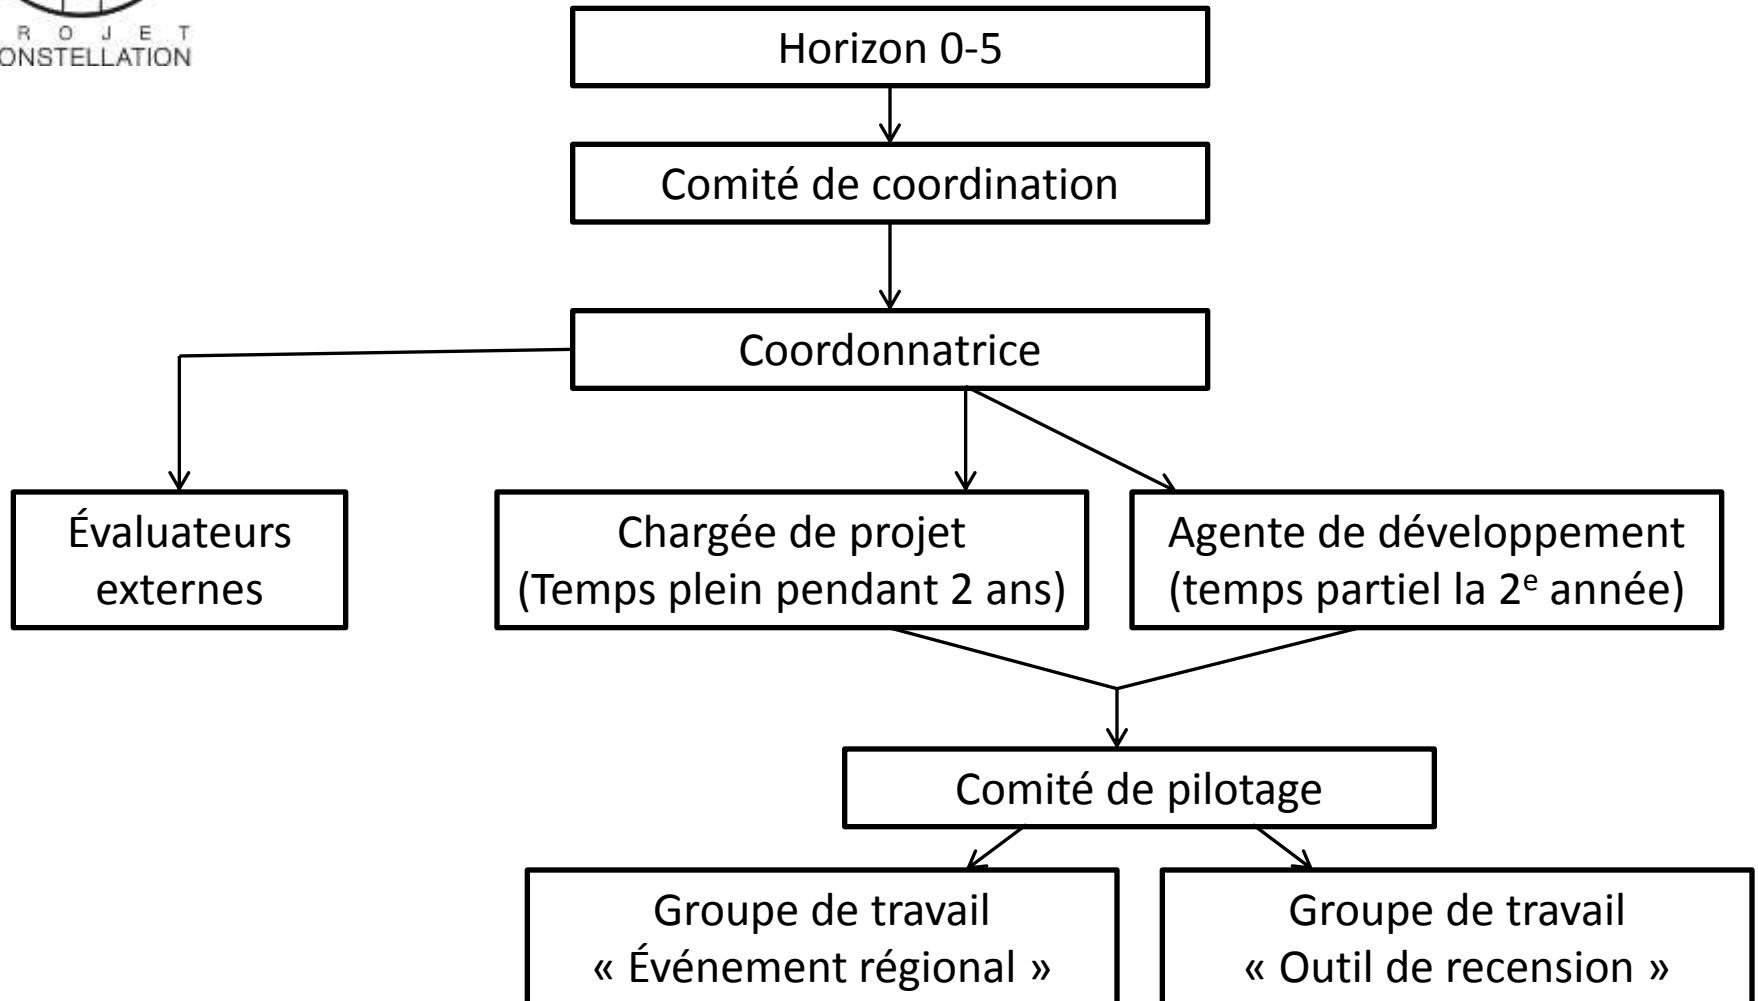 R O J E T
ONSTELLATION
Horizon 0-5
Comité de coordination
Coordonnatrice
Évaluateurs
externes
Chargée de projet
(Temps plein pendant 2 ans)
Agente de développement
(temps partiel la 2e année)
Comité de pilotage
Groupe de travail
« Événement régional »
Groupe de travail
« Outil de recension »